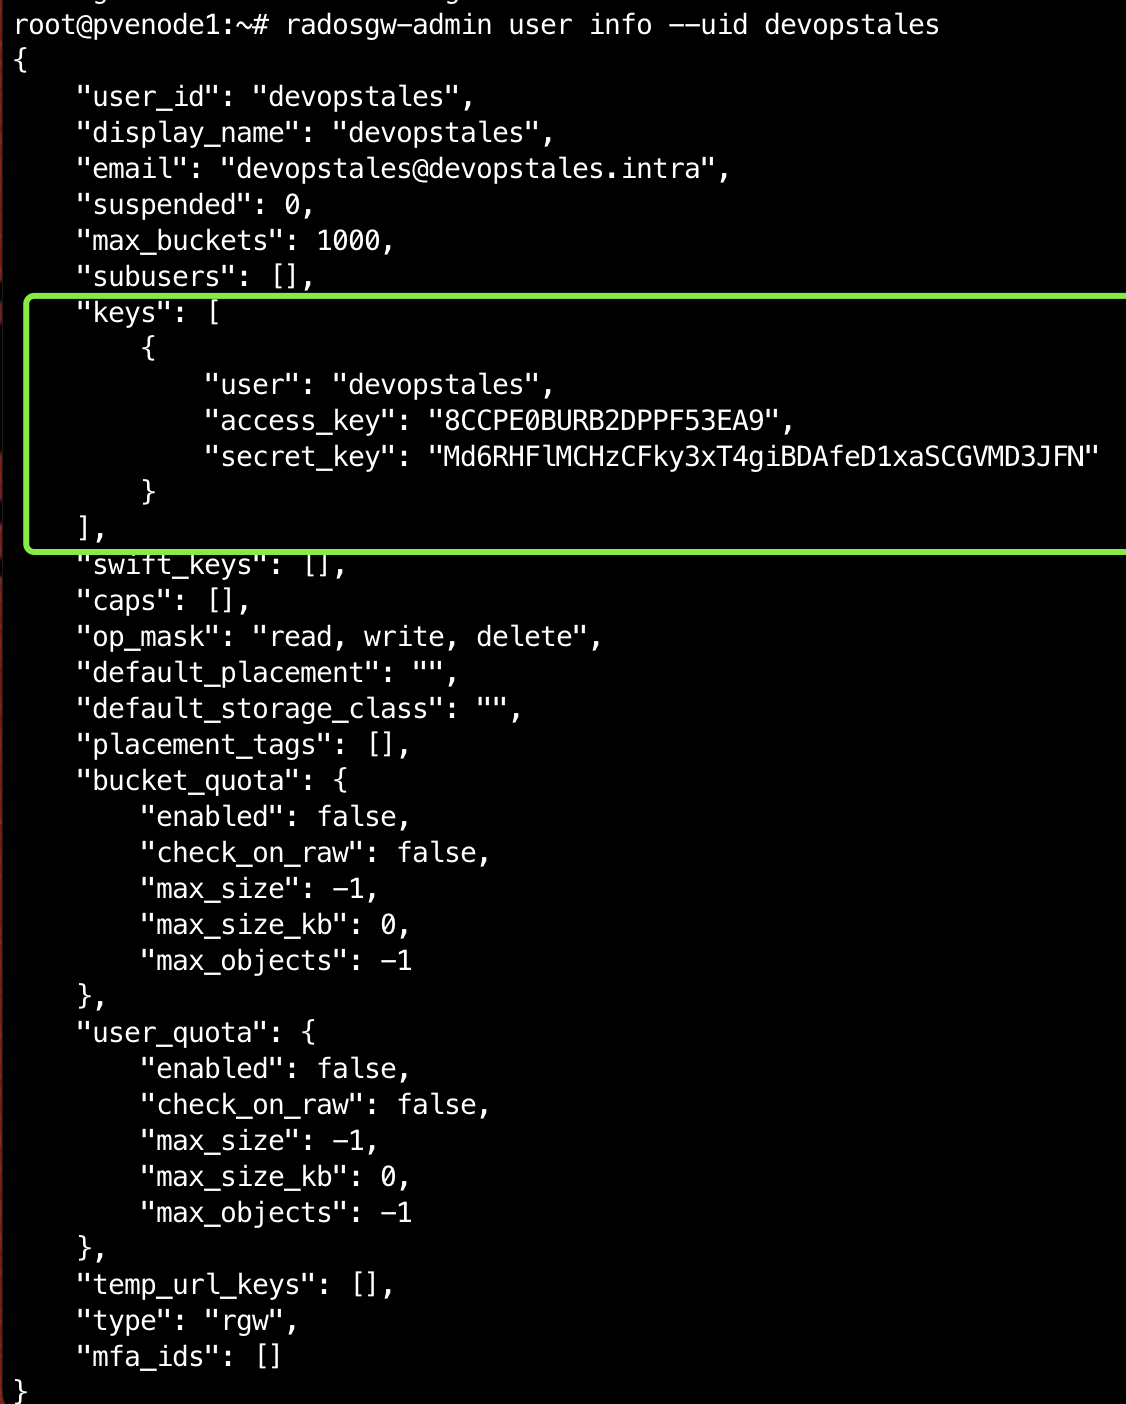 root@pvenode1:~# radosgw-admin user info --uid devopstales
{
    "user_id": "devopstales",
    "display_name": "devopstales",
    "email": "devopstales@devopstales.intra",
    "suspended": 0,
    "max_buckets": 1000,
    "subusers": [],
    "keys": [
        {
            "user": "devopstales",
            "access_key": "8CCPE0BURB2DPPF53EA9",
            "secret_key": "Md6RHFlMCHzCFky3xT4giBDAfeD1xaSCGVMD3JFN"
        }
    ],
    "swift_keys": [],
    "caps": [],
    "op_mask": "read, write, delete",
    "default_placement": "",
    "default_storage_class": "",
    "placement_tags": [],
    "bucket_quota": {
        "enabled": false,
        "check_on_raw": false,
        "max_size": -1,
        "max_size_kb": 0,
        "max_objects": -1
    },
    "user_quota": {
        "enabled": false,
        "check_on_raw": false,
        "max_size": -1,
        "max_size_kb": 0,
        "max_objects": -1
    },
    "temp_url_keys": [],
    "type": "rgw",
    "mfa_ids": []
}